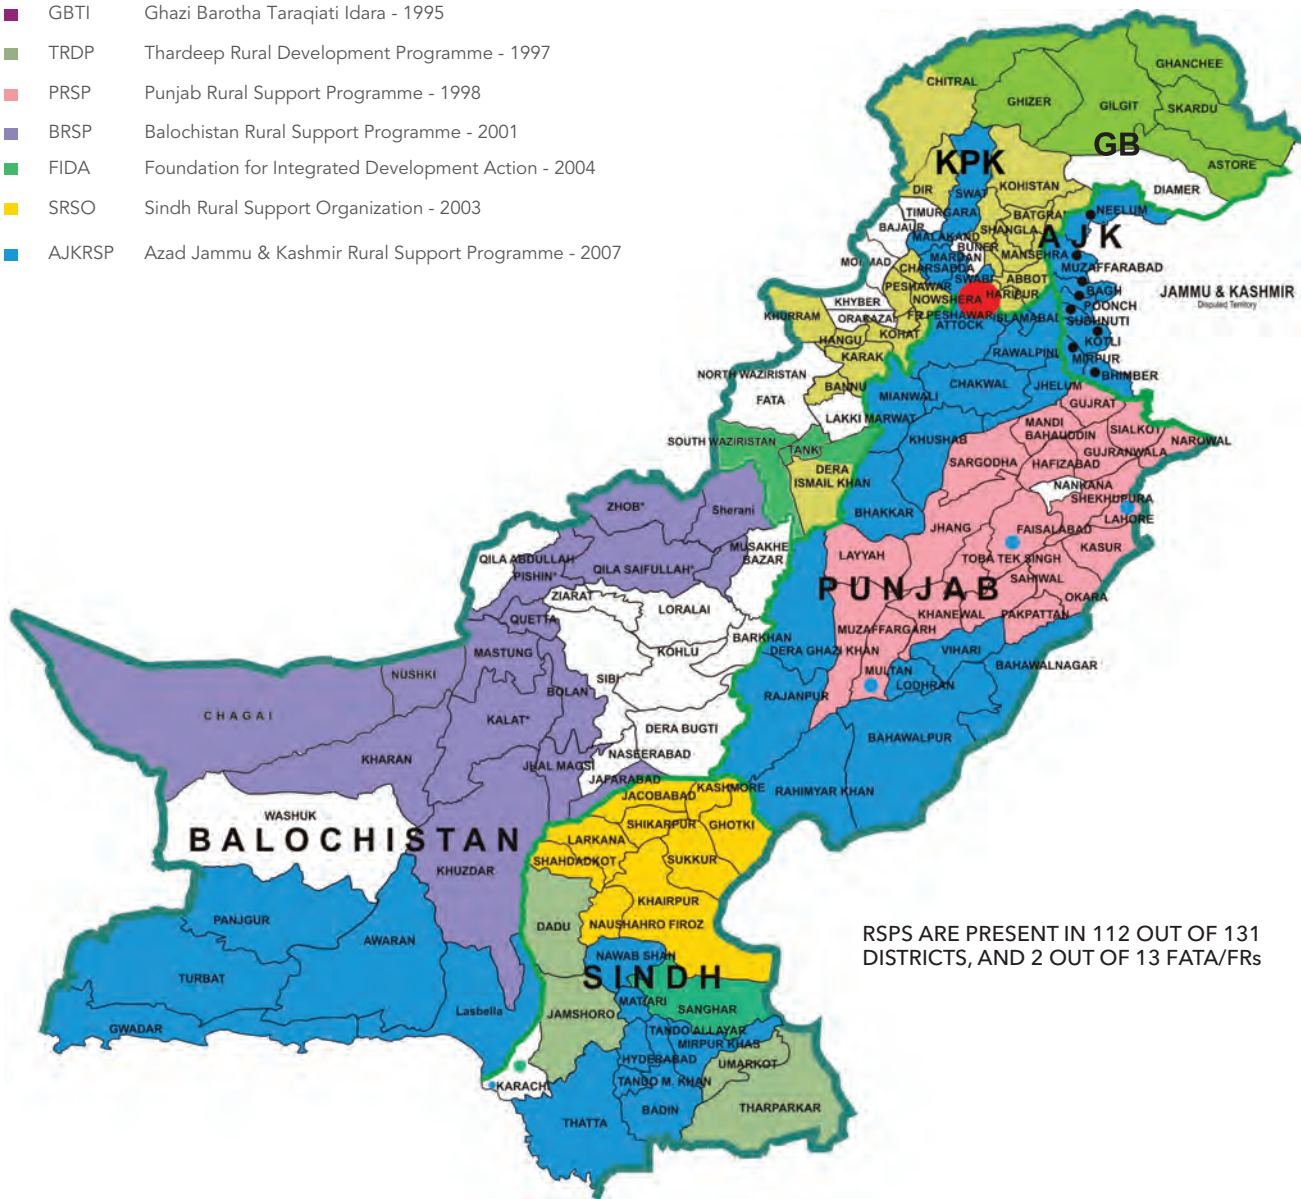 GBTI Ghazi Barotha Taraqiati Idara - 1995
TRDP Thardeep Rural Development Programme - 1997
PRSP Punjab Rural Support Programme - 1998
BRSP Balochistan Rural Support Programme - 2001
FIDA Foundation for Integrated Development Action - 2004
SRSO Sindh Rural Support Organization - 2003
AJKRSP Azad Jammu & Kashmir Rural Support Programme - 2007
CHITRAL
GHIZER
GILGIT
GHANCHEE
SKARDU
GB
ASTORE
DIAMER
KPK
DIR
SWAT
KOHISTAN
TIMURGARA
BATGRA
BAJAUR
SHANGLA
MALAKAND
BUNER
MARDAN
MANSEHRA
CHARSADDA
SWABI
ABBOT
PESHAWAR
NOWSHERA
HARIPUR
KHYBER
ORAKAZAI
KHURRAM
FR PESHAWAR
ISLAMABAD
ATTOCK
HANGU
KOHAT
KARAK
NEELUM
AJK
MUZAFFARABAD
BAGH
POONCH
SUDHNUTI
KOTLI
MIRPUR
BHIMBER
JAMMU & KASHMIR
Disputed Territory
RAWALPINI
NORTH WAZIRISTAN
FATA
BANNU
LAKKI MARWAT
MIANWALI
CHAKWAL
JHELUM
GUJRAT
SOUTH WAZIRISTAN
TANK
DERA
ISMAIL KHAN
KHUSHAB
MANDI
BAHAUDDIN
SIALKOT
NAROWAL
GUJRANWALA
SARGODHA
HAFIZABAD
NANKANA
SHEKHUPURA
BHAKKAR
LAHORE
JHANG
FAISALABAD
KASUR
LAYYAH
TOBA TEK SINGH
SAHIWAL
OKARA
PUNJAB
KHANEWAL
PAKPATTAN
MUZAFFARGARH
DERA GHAZI KHAN
VIHARI
BAHAWALNAGAR
MULTAN
LODHRAN
RAJANPUR
BAHAWALPUR
RAHIMYAR KHAN
ZHOB*
Sherani
QILA ABDULLAH
PISHIN*
QILA SAIFULLAH*
MUSAKHE
BAZAR
ZIARAT
LORALAI
QUETTA
BARKHAN
MASTUNG
KOHLU
NUSHKI
SIBI
BOLAN
CHAGAI
KALAT*
DERA BUGTI
KHARAN
NASEERABAD
JHAL MAGSI
JAFARABAD
WASHUK
BALOCHISTAN
KHUZDAR
PANJGUR
AWARAN
TURBAT
GWADAR
Lasbella
JACOBABAD
KASHMORE
SHIKARPUR
GHOTKI
LARKANA
SHAHDADKOT
SUKKUR
KHAIRPUR
DADU
NAUSHAHRO FIROZ
NAWAB SHAH
SINDH
MATIARI
SANGHAR
JAMSHORO
TANDO ALLAYAR
MIRPUR KHAS
HYDERABAD
UMARKOT
KARACHI
TANDO M. KHAN
BADIN
THARPARKAR
THATTA
RSPS ARE PRESENT IN 112 OUT OF 131
DISTRICTS, AND 2 OUT OF 13 FATA/FRs